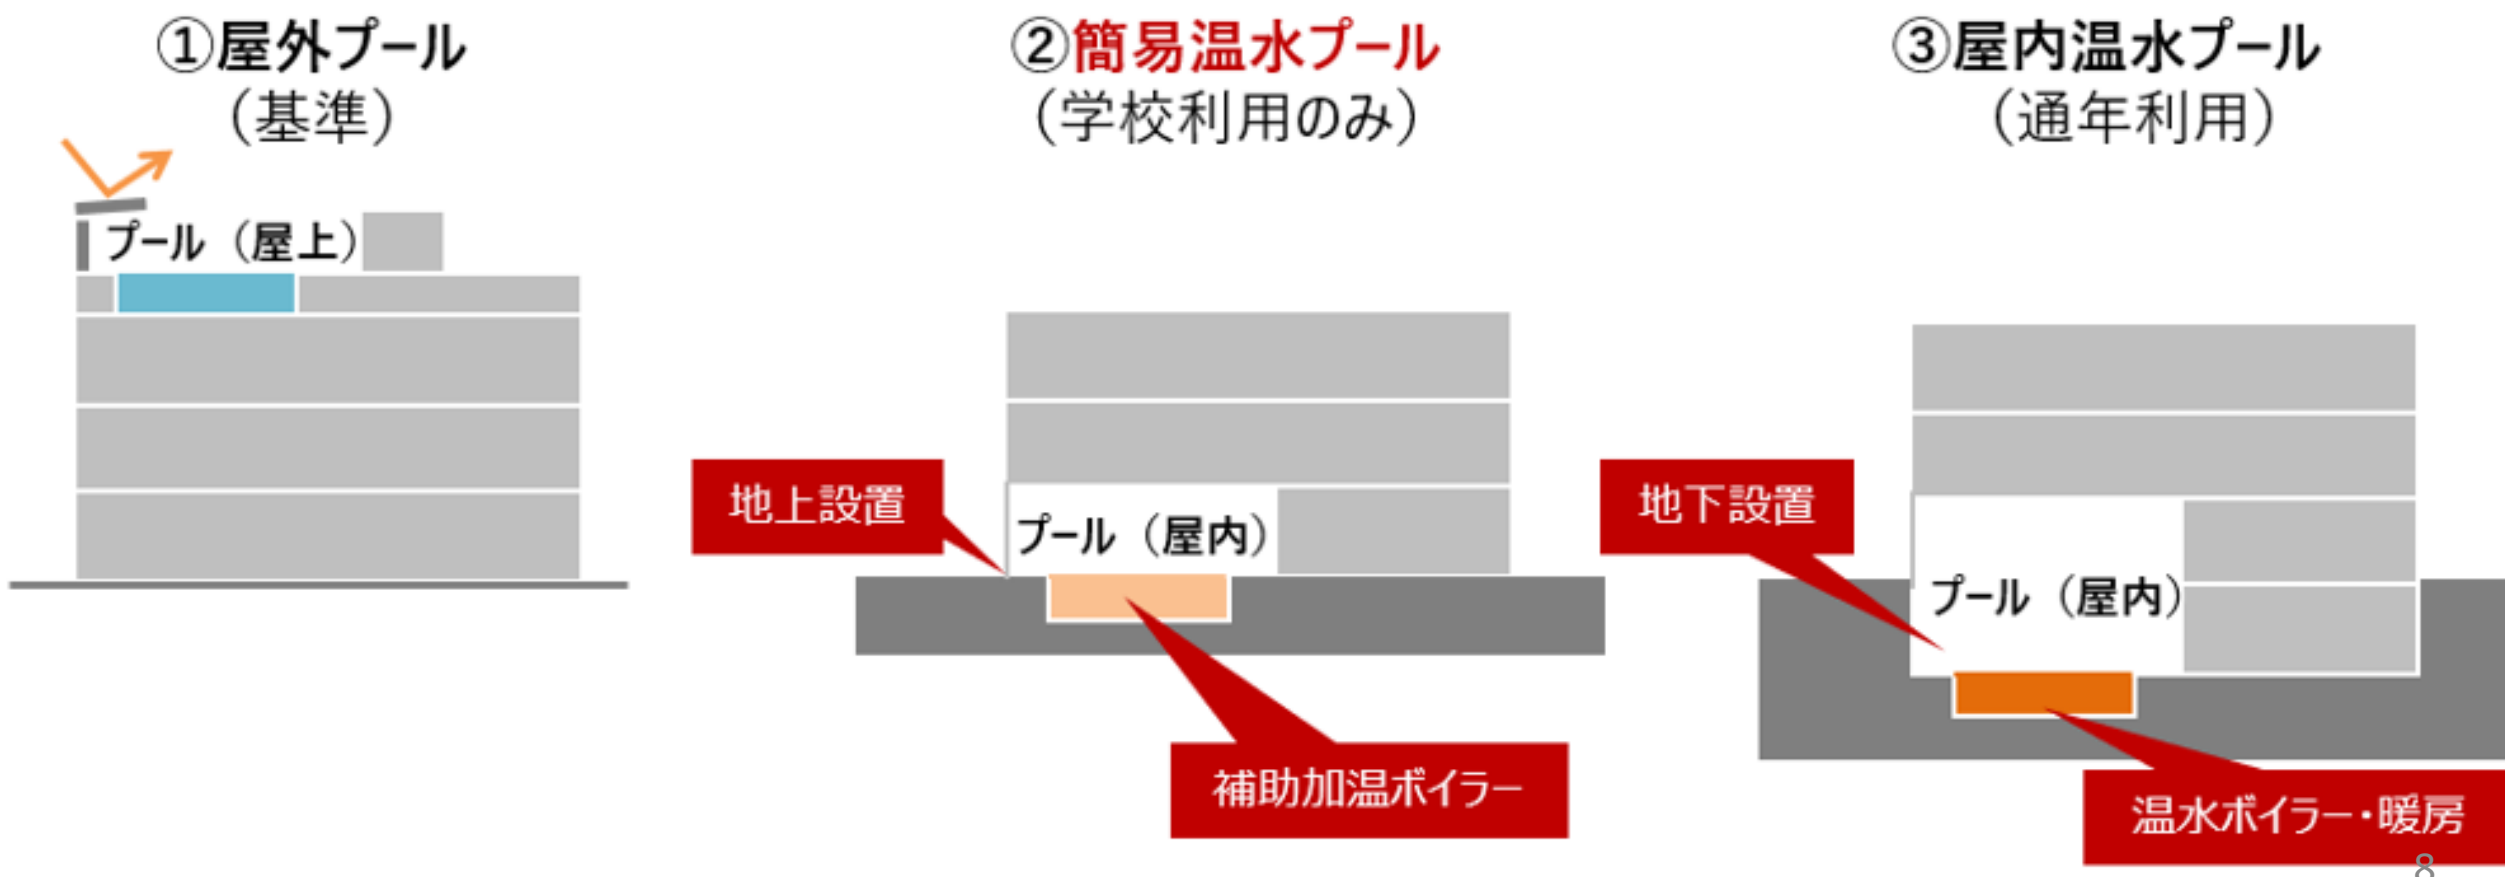 ①屋外プール
（基準）
プール（屋上）
②簡易温水プール
（学校利用のみ）
地上設置
プール（屋内）
補助加温ボイラー
③屋内温水プール
（通年利用）
地下設置
プール（屋内）
温水ボイラー・暖房
8